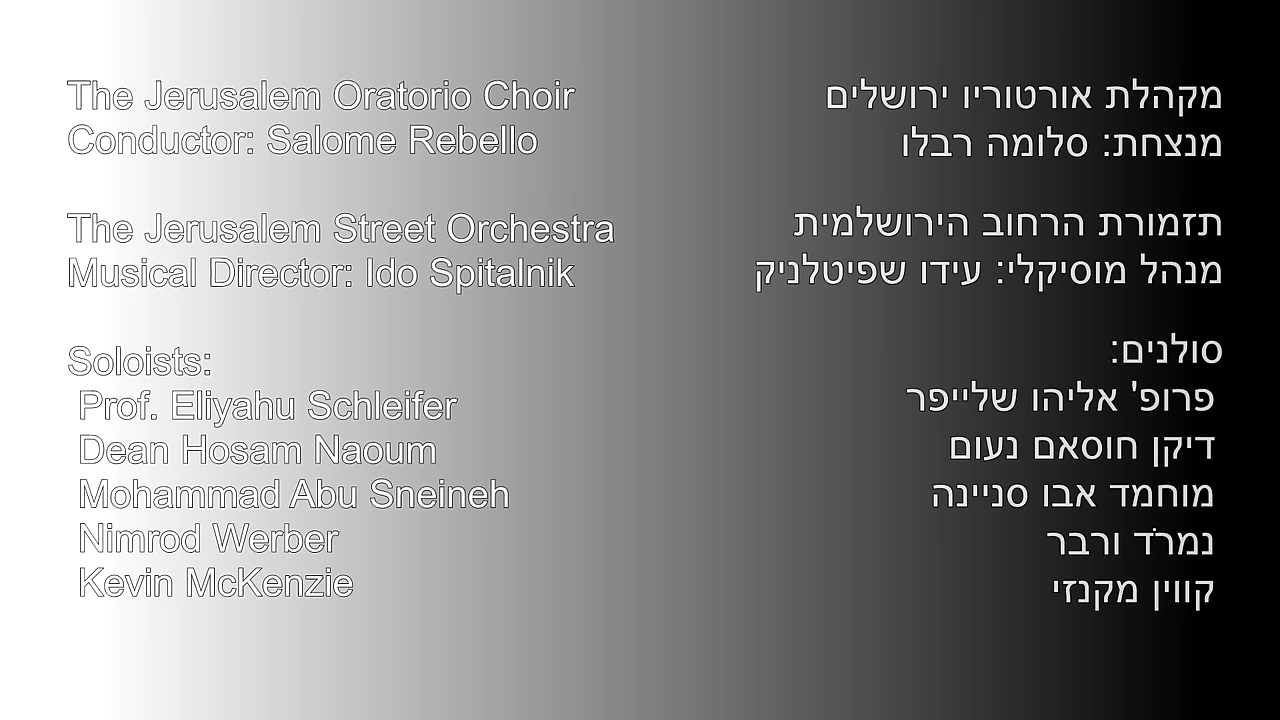 The Jerusalem Oratorio Choir
Conductor: Salome Rebello
The Jerusalem Street Orchestra
Musical Director: Ido Spitalnik
Soloists:
Prof. Eliyahu Schleifer
Dean Hosam Naoum
Mohammad Abu Sneineh
Nimrod Werber
Kevin McKenzie
מקהלת אורטוריו ירושלים
מנצחת: סלומה רבלו
תזמורת הרחוב הירושלמית
מנהל מוסיקלי: עידו שפיטלניק
סולנים:
פרופ' אליהו שלייפר
דיקן חוסאם נעום
מוחמד אבו סניינה
נמרֹד ורבר
קווין מקנזי